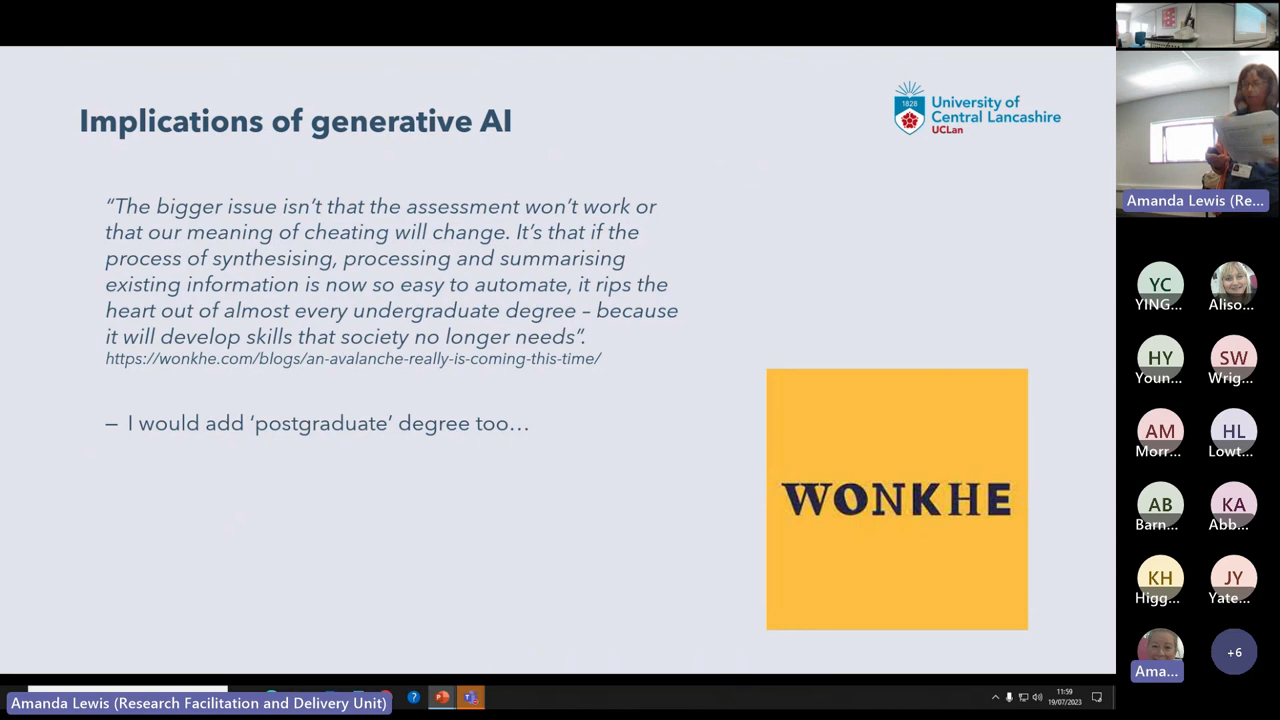 Implications of generative AI
1828
University of
Central Lancashire
UCLan
“The bigger issue isn’t that the assessment won’t work or
that our meaning of cheating will change. It’s that if the
process of synthesising, processing and summarising
existing information is now so easy to automate, it rips the
heart out of almost every undergraduate degree – because
it will develop skills that society no longer needs”.
https://wonkhe.com/blogs/an-avalanche-really-is-coming-this-time/
– I would add ‘postgraduate’ degree too…
WONKHE
Amanda Lewis (Re...
YC
YING...
Aliso...
HY
Youn...
SW
Wrig...
AM
Morr...
HL
Lowt...
AB
Barn...
KA
Abb...
KH
Higg...
JY
Yate...
Ama...
+6
Amanda Lewis (Research Facilitation and Delivery Unit)
11:59
19/07/2023